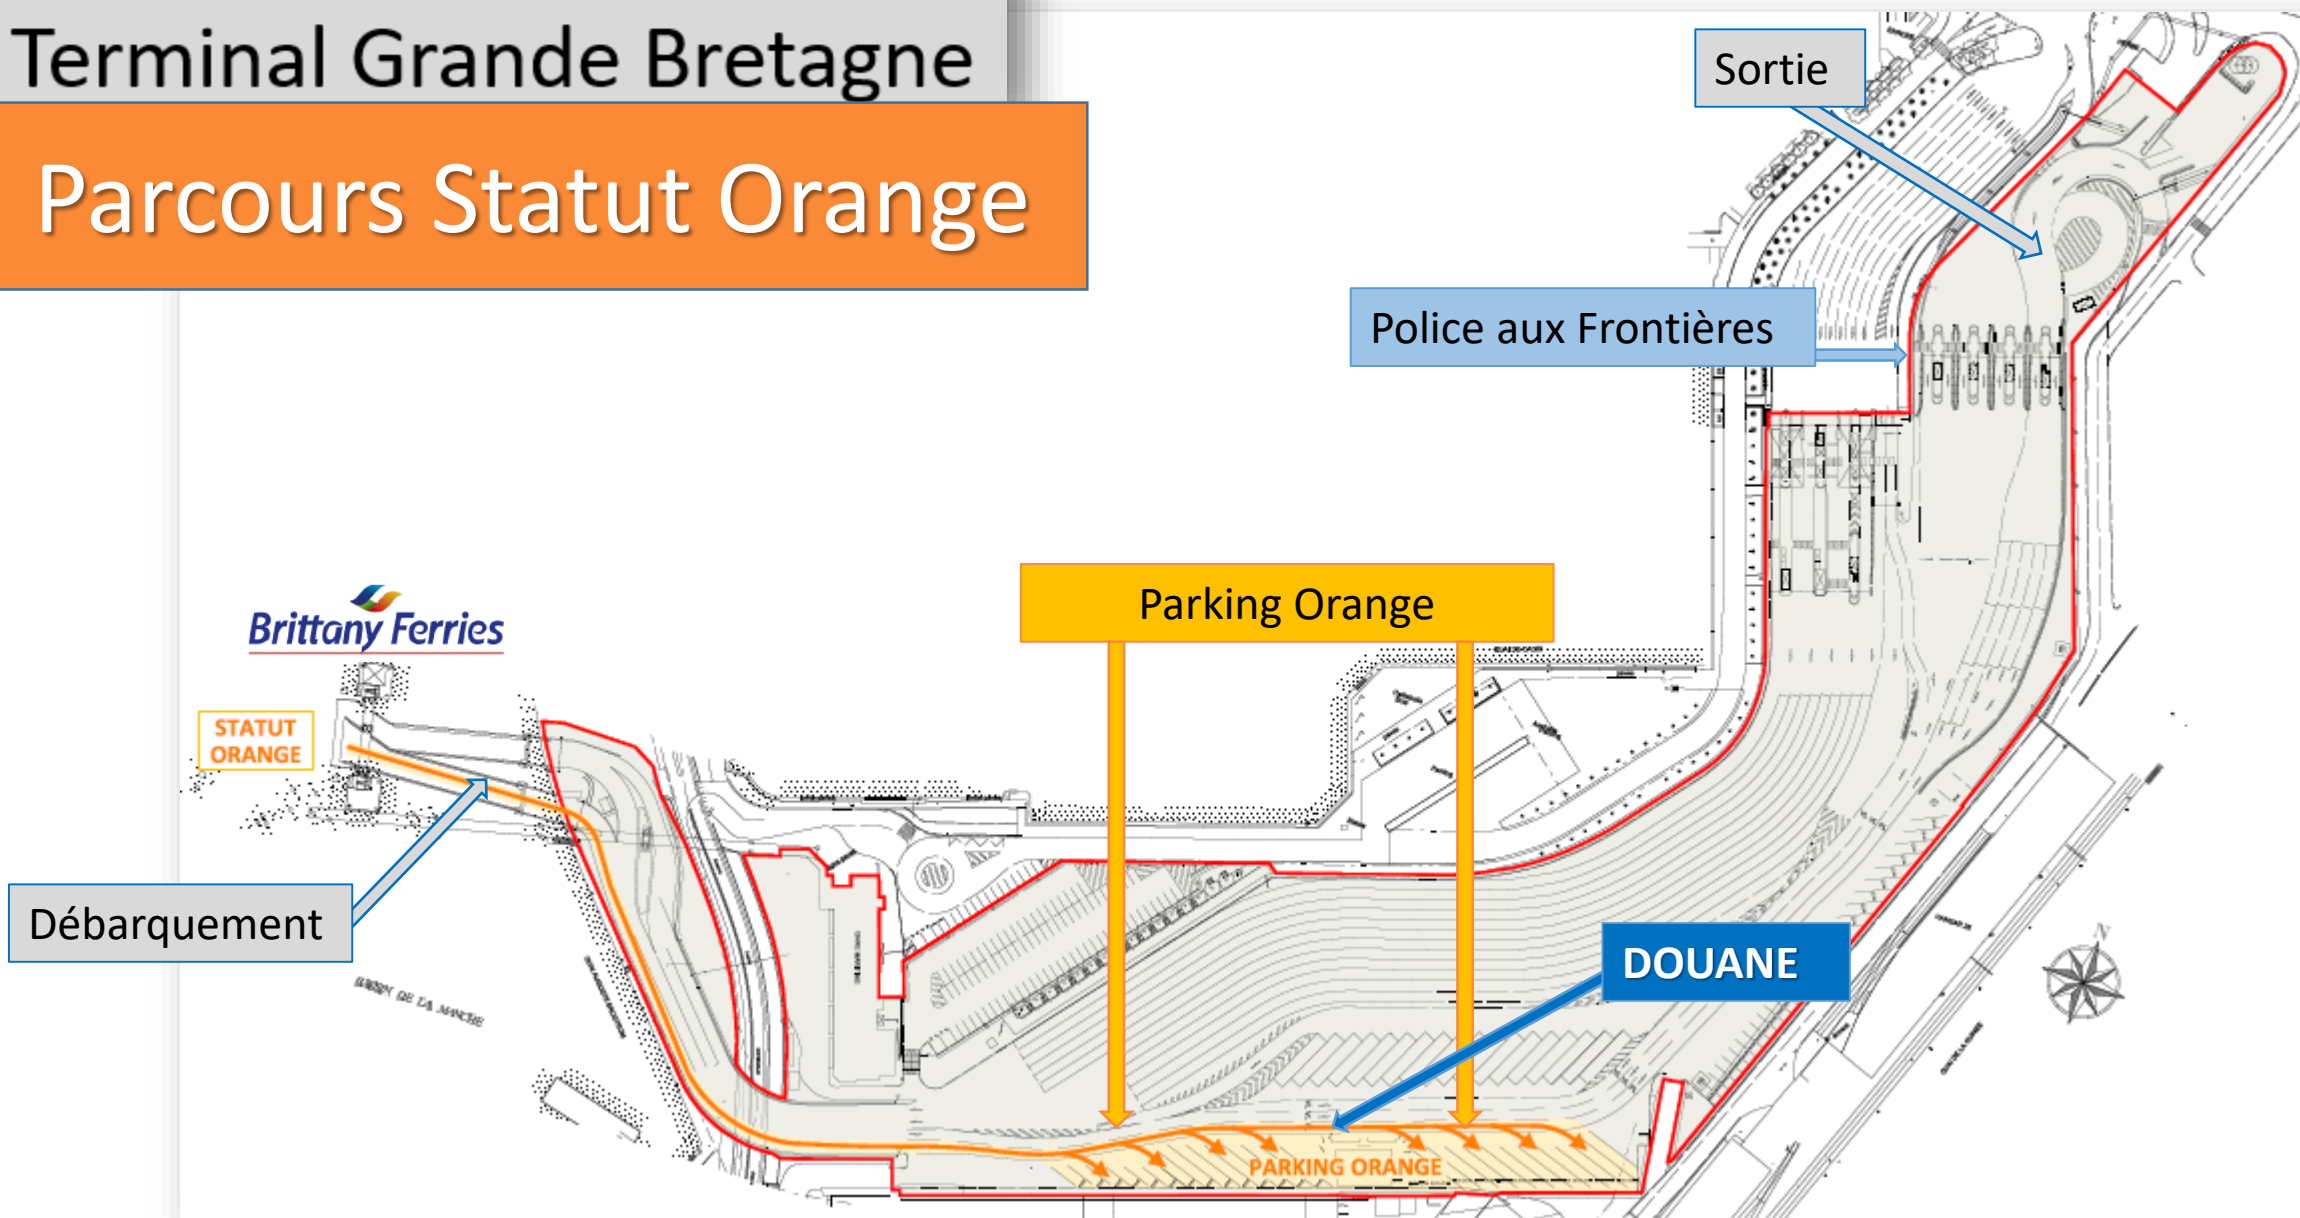 Terminal Grande Bretagne
Parcours Statut Orange
Sortie
Police aux Frontières
Parking Orange
Brittany Ferries
STATUT
ORANGE
Débarquement
DOUANE
N
PARKING ORANGE